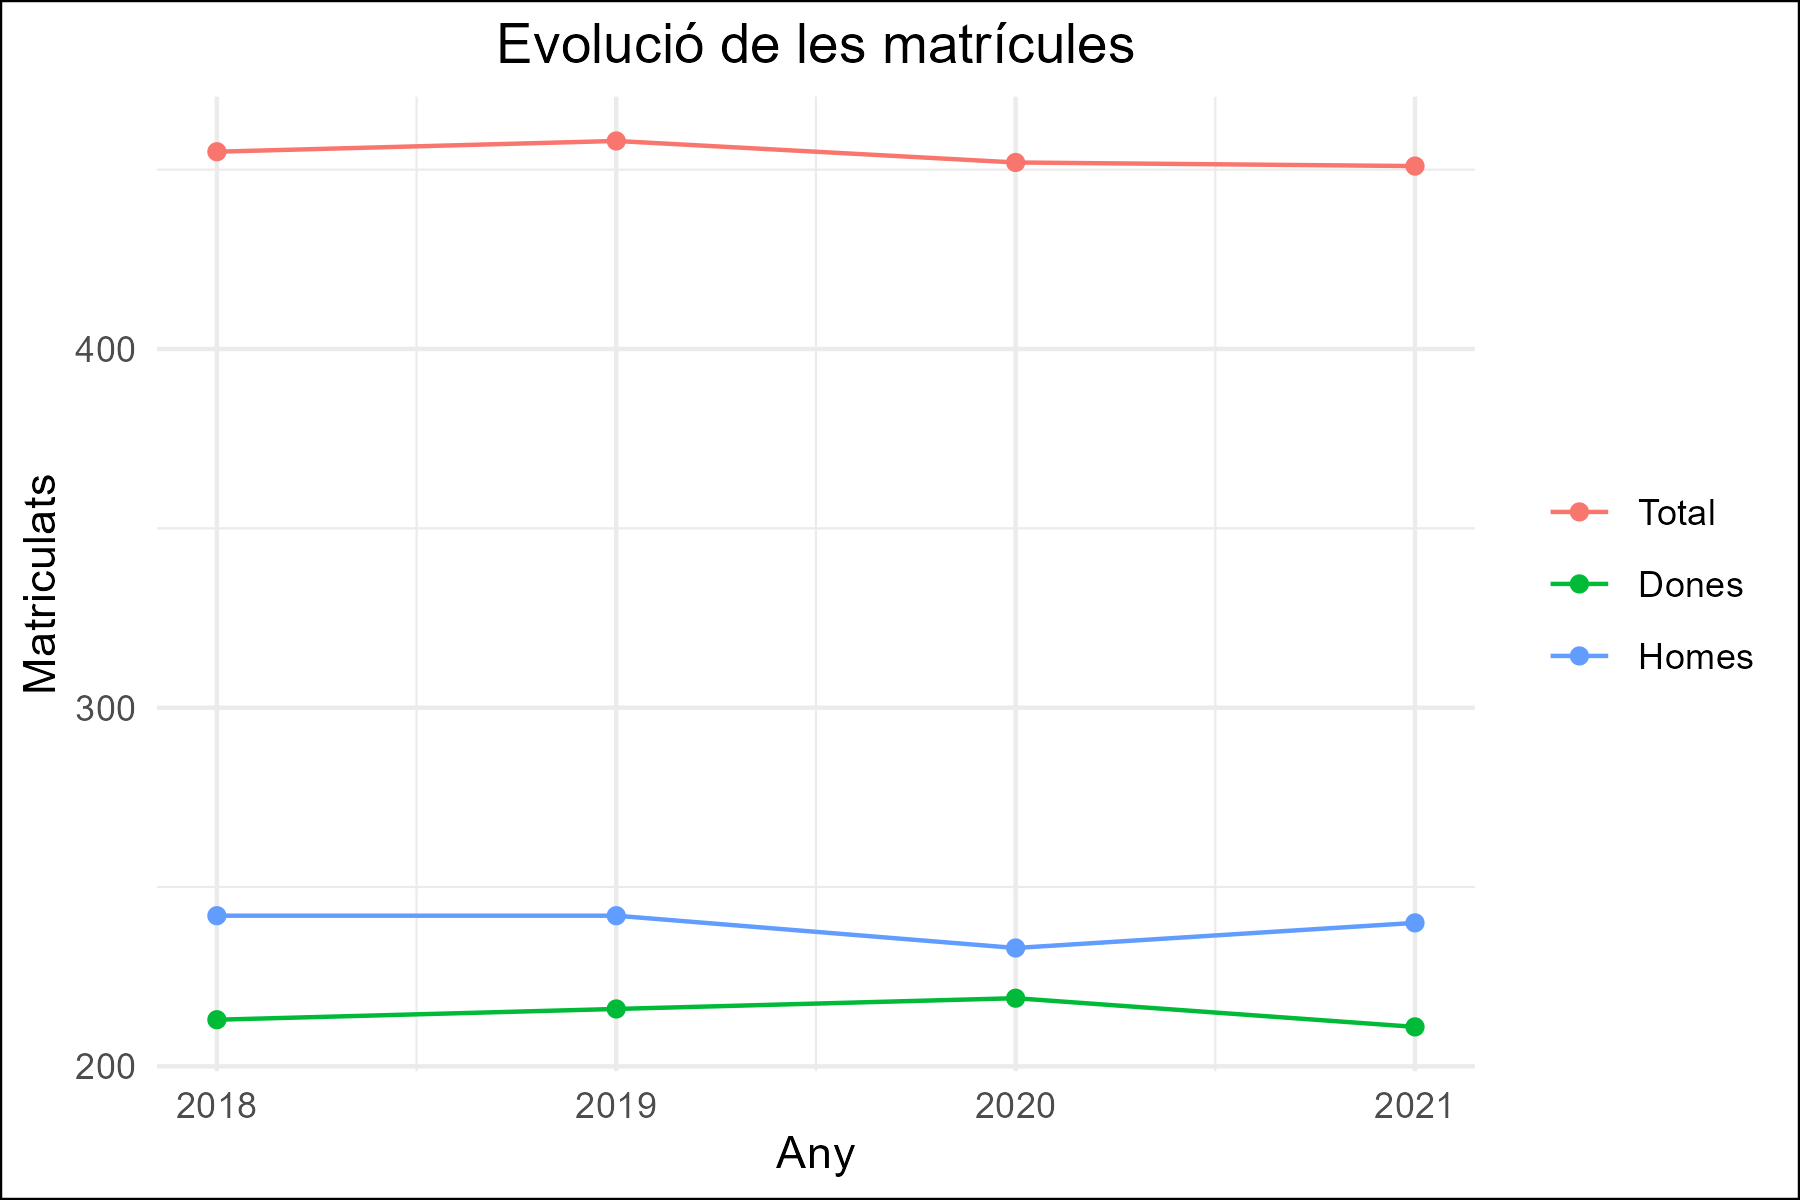 Evolució de les matrícules
Matriculats
400
300
200
2018
2019
2020
2021
Any
Total
Dones
Homes